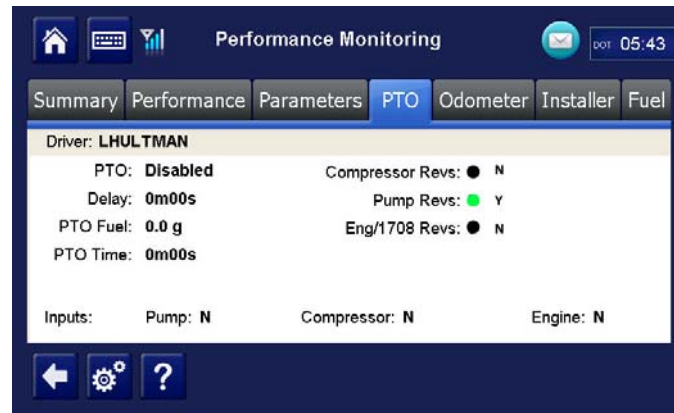 Performance Monitoring DOT 05:43
Summary Performance Parameters PTO Odometer Installer Fuel
Driver: LHULTMAN
PTO: Disabled Compressor Revs: N
Delay: 0m00s Pump Revs: Y
PTO Fuel: 0.0 g Eng/1708 Revs: N
PTO Time: 0m00s
Inputs: Pump: N Compressor: N Engine: N
?